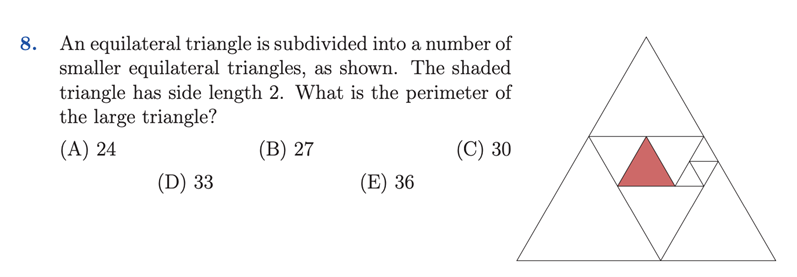 8. An equilateral triangle is subdivided into a number of
smaller equilateral triangles, as shown. The shaded
triangle has side length 2. What is the perimeter of
the large triangle?
(A) 24 (B) 27 (C) 30
(D) 33 (E) 36